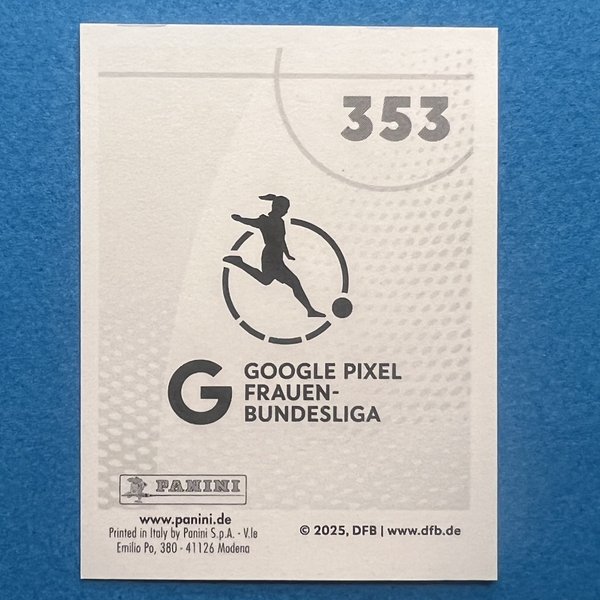 353
G GOOGLE PIXEL
FRAUEN-
BUNDESLIGA
PANINI
www.panini.de
Printed in Italy by Panini S.p.A. - V.le
Emilio Po, 380 - 41126 Modena
© 2025, DFB | www.dfb.de